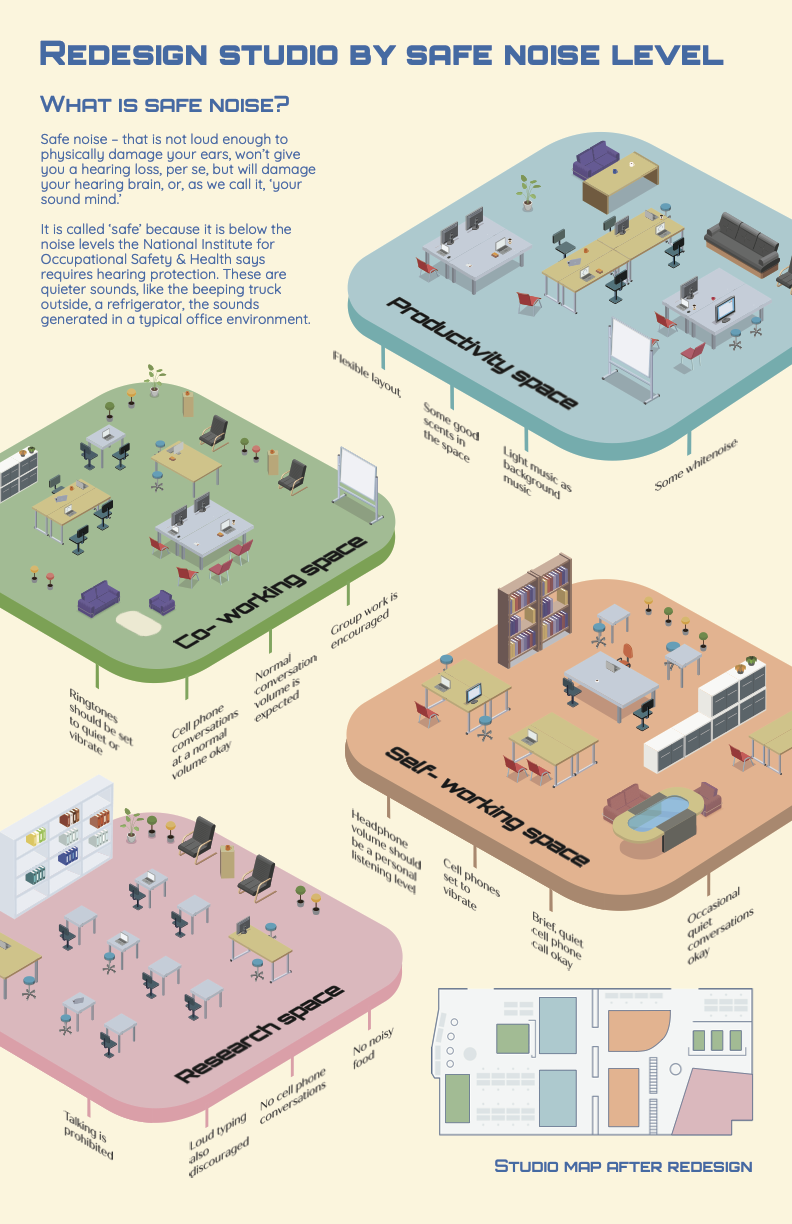 Redesign studio by safe noise level
What is safe noise?
Safe noise – that is not loud enough to
physically damage your ears, won’t give
you a hearing loss, per se, but will damage
your hearing brain, or, as we call it, ‘your
sound mind.’
It is called ‘safe’ because it is below the
noise levels the National Institute for
Occupational Safety & Health says
requires hearing protection. These are
quieter sounds, like the beeping truck
outside, a refrigerator, the sounds
generated in a typical office environment.
Productivity space
Flexible layout
Some good
scents in
the space
Light music as
background
music
Some whitenoise
Co- working space
Ringtones
should be set
to quiet or
vibrate
Cell phone
conversations
at a normal
volume okay
Normal
conversation
volume is
expected
Group work is
encouraged
Self- working space
Headphone
volume should
be a personal
listening level
Cell phones
set to
vibrate
Brief, quiet
cell phone
call okay
Occasional
quiet
conversations
okay
Research space
Talking is
prohibited
Loud typing
also
discouraged
No cell phone
conversations
No noisy
food
Studio map after redesign